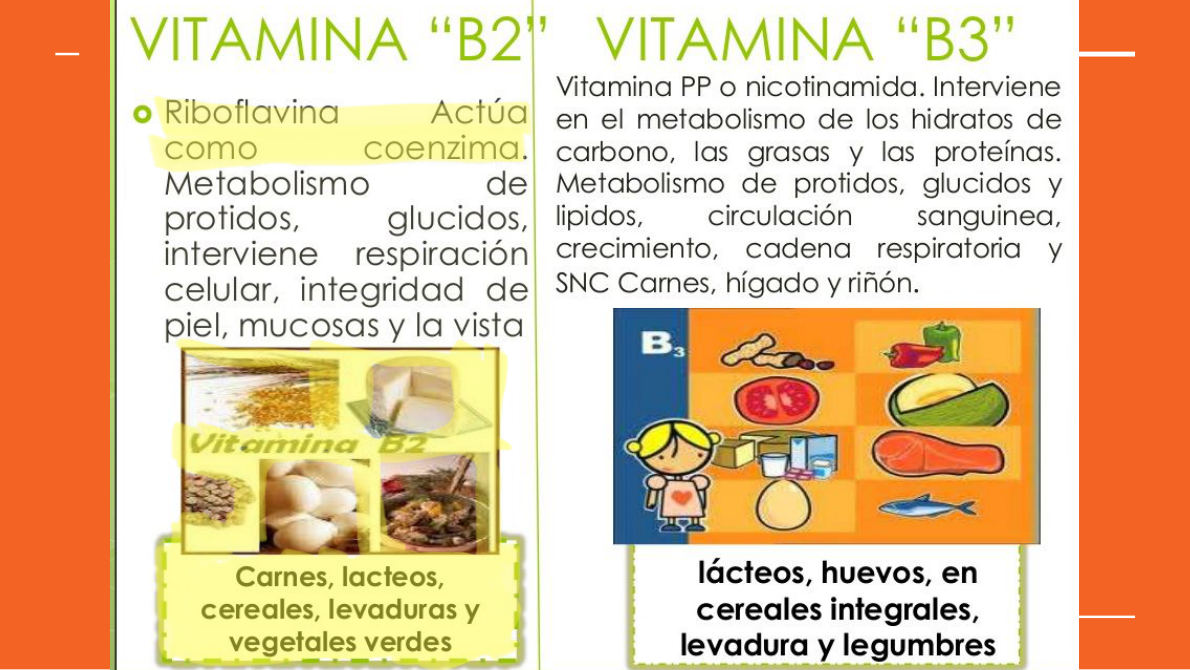 VITAMINA “B2”
Riboflavina Actúa
como coenzima.
Metabolismo de
protidos, glucidos,
interviene respiración
celular, integridad de
piel, mucosas y la vista
Vitamina B2
Carnes, lacteos,
cereales, levaduras y
vegetales verdes
VITAMINA “B3”
Vitamina PP o nicotinamida. Interviene
en el metabolismo de los hidratos de
carbono, las grasas y las proteínas.
Metabolismo de protidos, glucidos y
lipidos, circulación sanguinea,
crecimiento, cadena respiratoria y
SNC Carnes, hígado y riñón.
B3
lácteos, huevos, en
cereales integrales,
levadura y legumbres